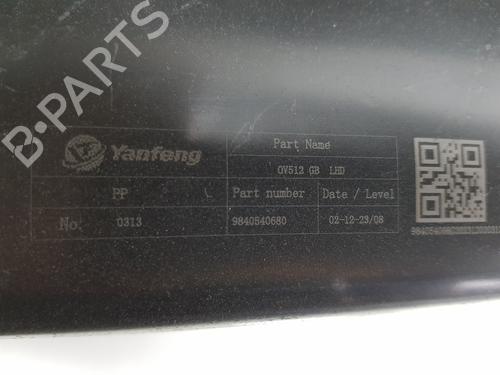 B-PARTS
Yanfeng
Part Name
OV512 GB LHD
PP
Part number
Date / Level
No. 0313
9840540680
02-12-23/08